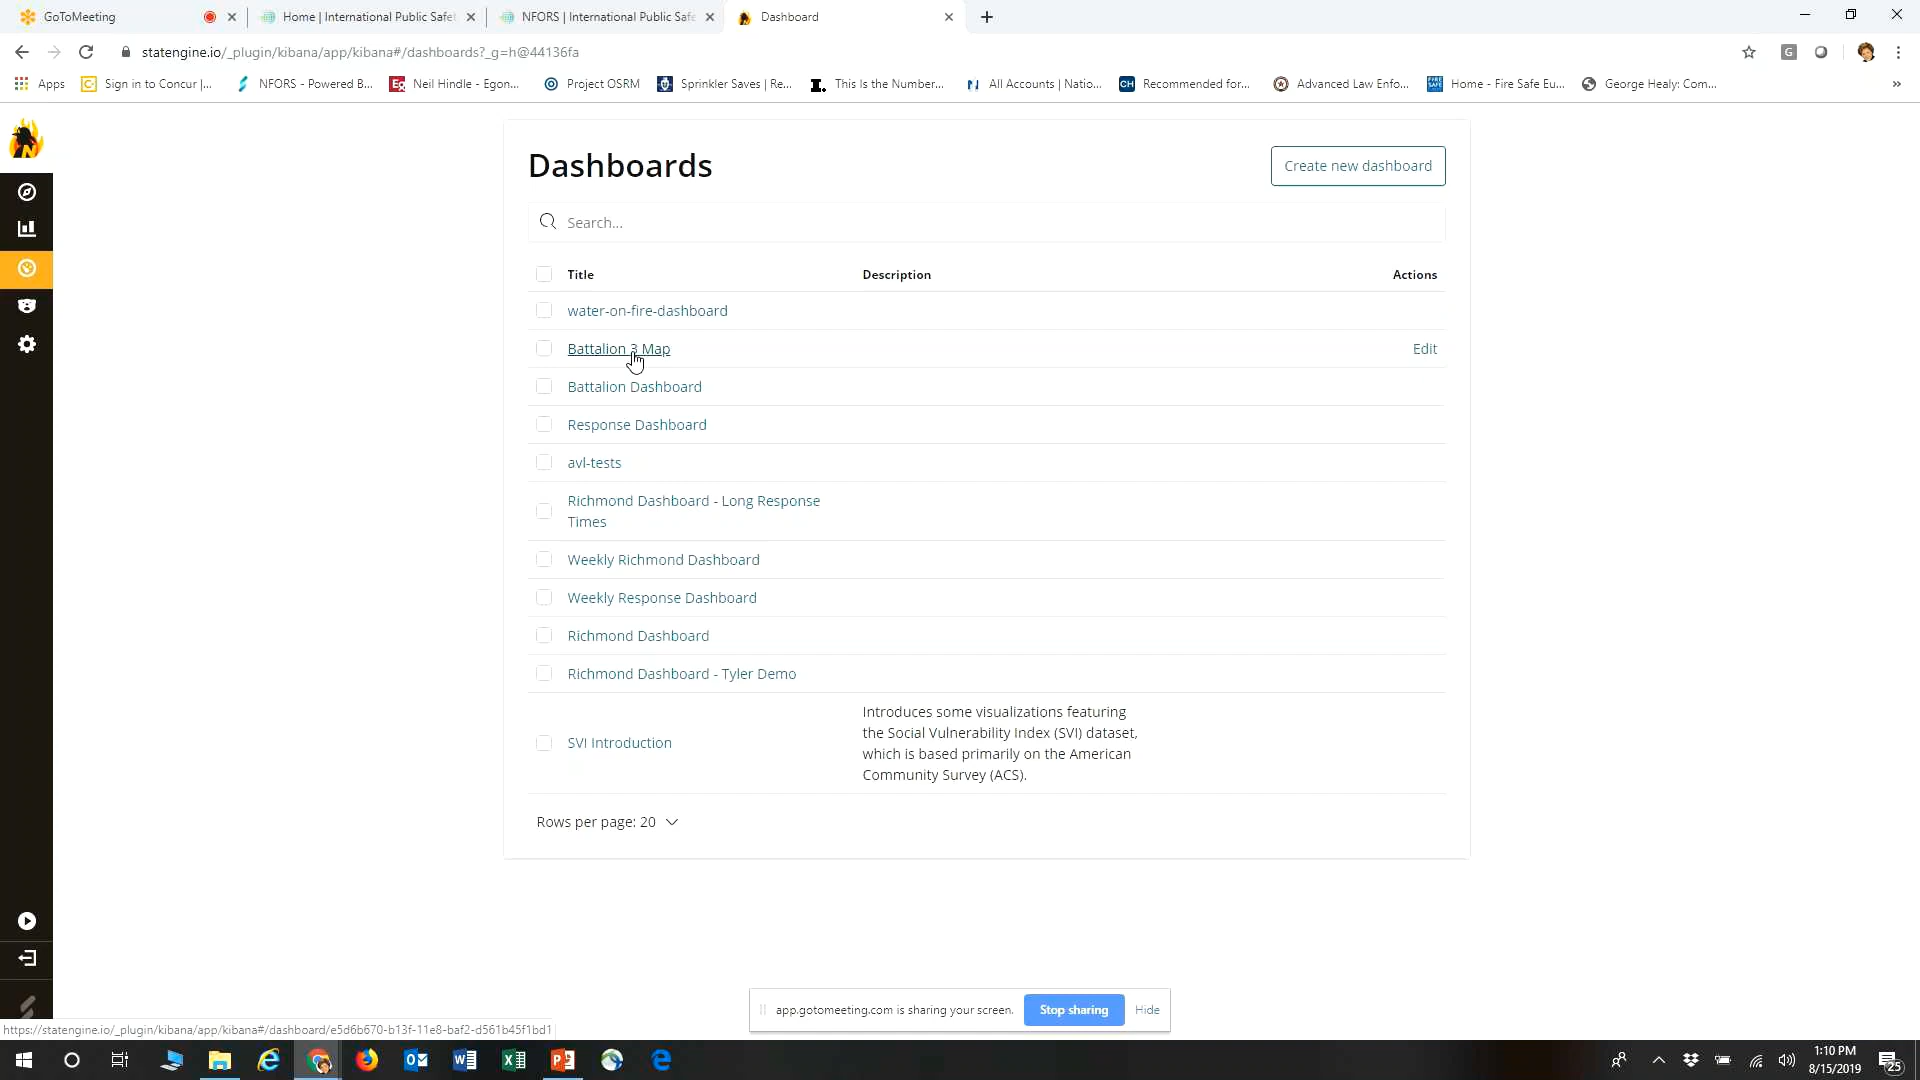 GoToMeeting
Home | International Public Safet
NFORS | International Public Safe
Dashboard
statengine.io/_plugin/kibana/app/kibana#/dashboards?_g=h@44136fa
G
Apps
Sign in to Concur |...
NFORS - Powered B...
Neil Hindle - Egon...
Project OSRM
Sprinkler Saves | Re...
This Is the Number...
All Accounts | Natio...
CH Recommended for...
Advanced Law Enfo...
Home - Fire Safe Eu...
George Healy: Com...
»
Dashboards
Create new dashboard
Search...
Title Description Actions
water-on-fire-dashboard
Battalion 3 Map Edit
Battalion Dashboard
Response Dashboard
avl-tests
Richmond Dashboard - Long Response
Times
Weekly Richmond Dashboard
Weekly Response Dashboard
Richmond Dashboard
Richmond Dashboard - Tyler Demo
Introduces some visualizations featuring
the Social Vulnerability Index (SVI) dataset,
SVI Introduction
which is based primarily on the American
Community Survey (ACS).
Rows per page: 20
app.gotomeeting.com is sharing your screen. Stop sharing Hide
https://statengine.io/_plugin/kibana/app/kibana#/dashboard/e5d6b670-b13f-11e8-baf2-d561b45f1bd1
1:10 PM
8/15/2019
25